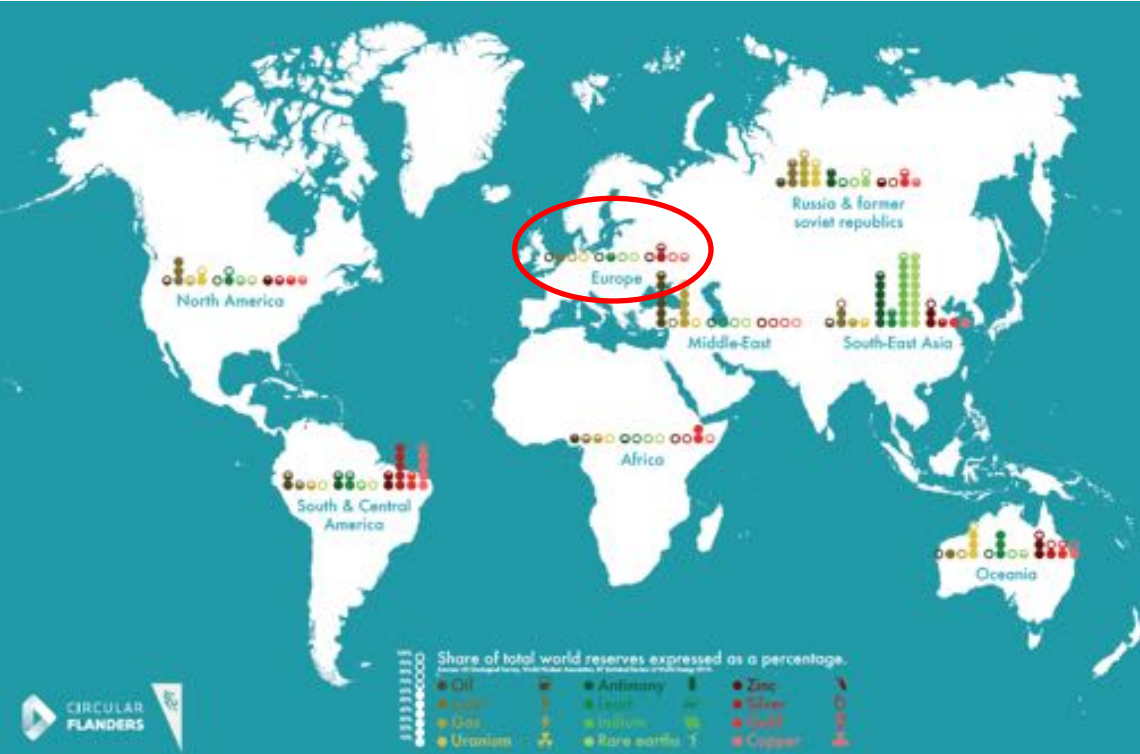 Russia & former
soviet republics
Europe
North America
Middle-East
South-East Asia
Africa
South & Central
America
Oceania
Share of total world reserves expressed as a percentage.
Oil
Antimony
Zinc
Lead
Silver
Gas
Indium
Gold
Uranium
Rare earths
Copper
CIRCULAR
FLANDERS